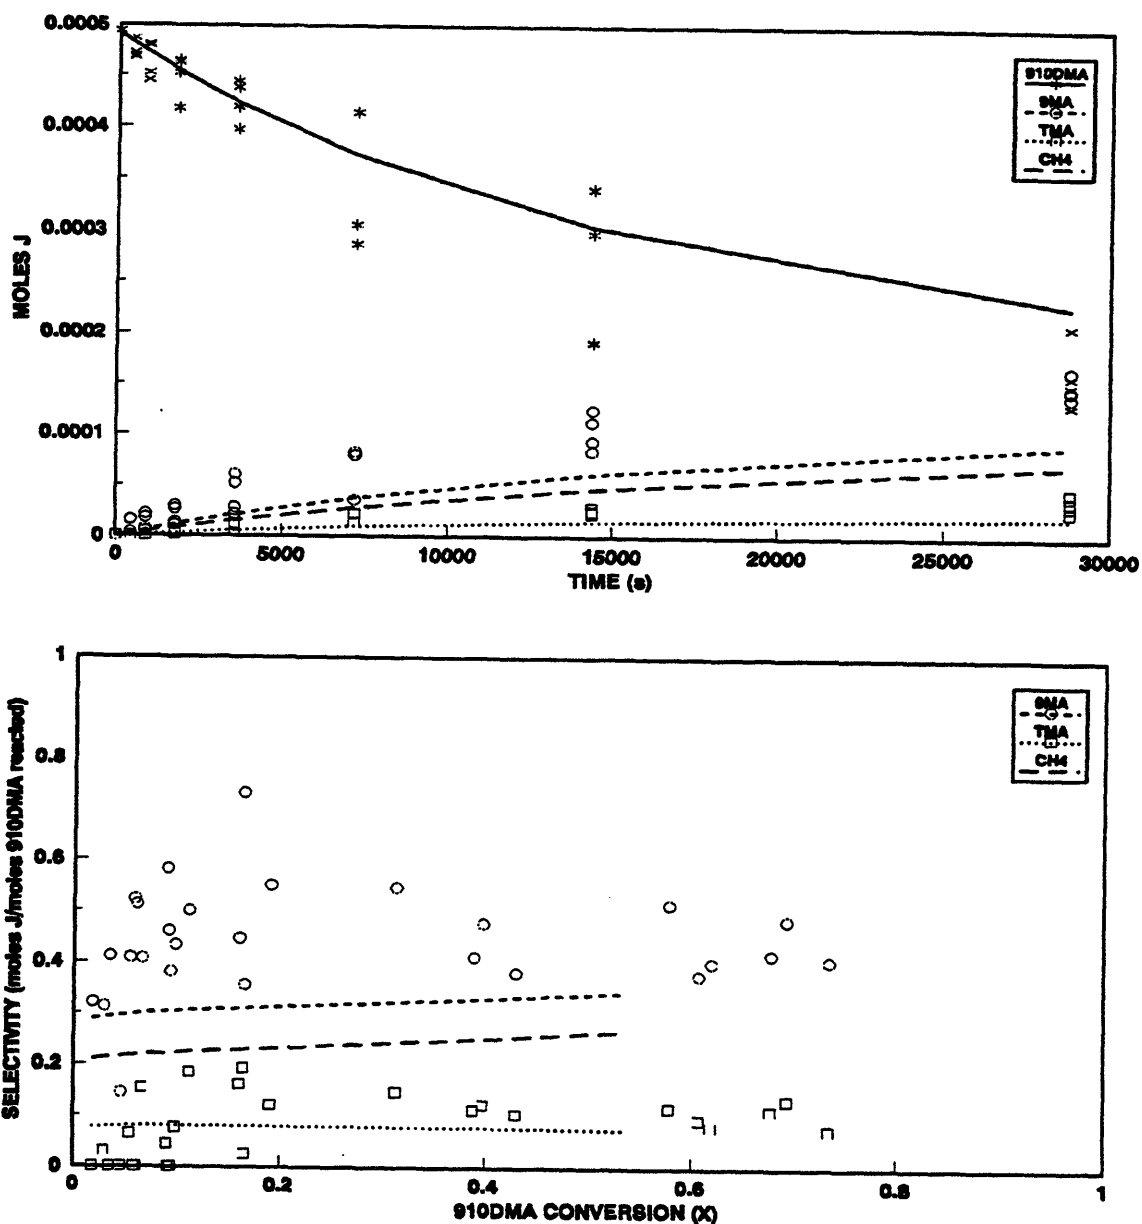 0.0005
0.0004
0.0003
0.0002
0.0001
0
MOLES J
910DMA
9MA
TMA
CH4
0 5000 10000 15000 20000 25000 30000
TIME (s)
1
0.8
0.6
0.4
0.2
0
SELECTIVITY (moles J/moles 910DMA reacted)
9MA
TMA
CH4
0 0.2 0.4 0.6 0.8 1
910DMA CONVERSION (X)